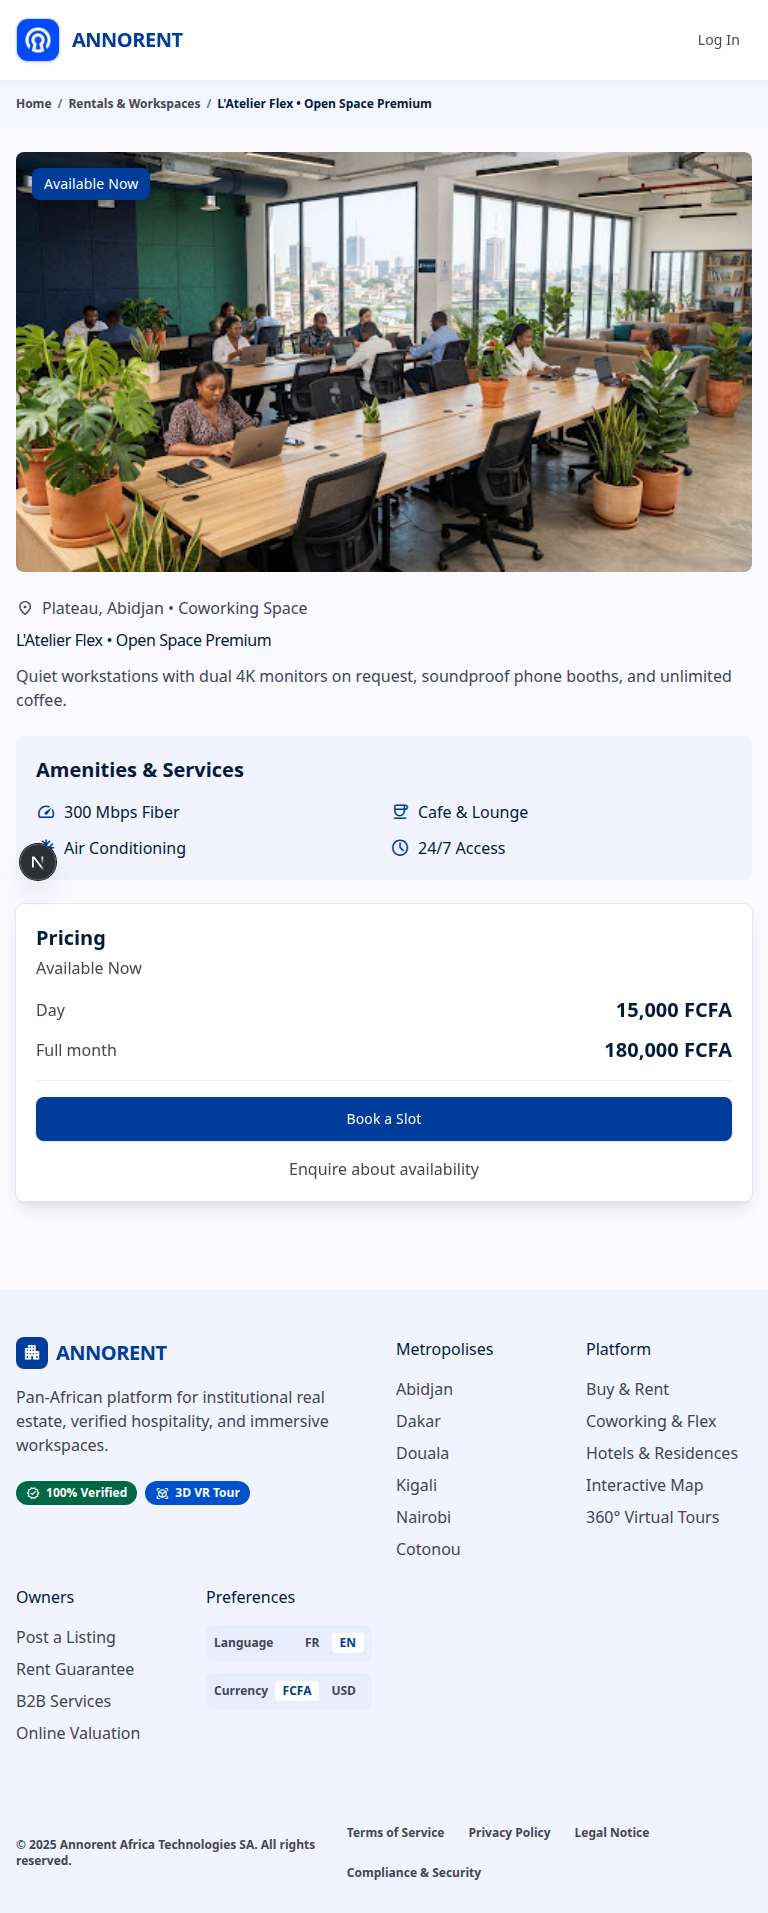 ANNORENT
Log In
Home / Rentals & Workspaces / L'Atelier Flex • Open Space Premium
Available Now
Plateau, Abidjan • Coworking Space
L'Atelier Flex • Open Space Premium
Quiet workstations with dual 4K monitors on request, soundproof phone booths, and unlimited
coffee.
Amenities & Services
300 Mbps Fiber
Cafe & Lounge
Air Conditioning
24/7 Access
Pricing
Available Now
Day 15,000 FCFA
Full month 180,000 FCFA
Book a Slot
Enquire about availability
ANNORENT
Pan-African platform for institutional real
estate, verified hospitality, and immersive
workspaces.
100% Verified
3D VR Tour
Metropolises
Abidjan
Dakar
Douala
Kigali
Nairobi
Cotonou
Platform
Buy & Rent
Coworking & Flex
Hotels & Residences
Interactive Map
360° Virtual Tours
Owners
Post a Listing
Rent Guarantee
B2B Services
Online Valuation
Preferences
Language FR EN
Currency FCFA USD
© 2025 Annorent Africa Technologies SA. All rights
reserved.
Terms of Service Privacy Policy Legal Notice
Compliance & Security